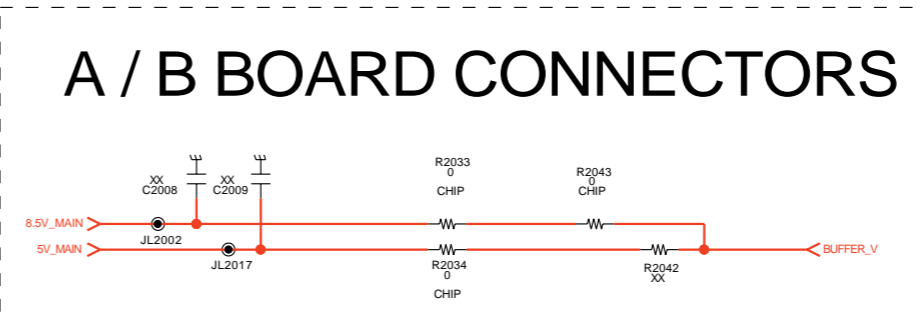 A / B BOARD CONNECTORS
XX
C2008
XX
C2009
R2033
0
CHIP
R2043
0
CHIP
8.5V_MAIN
JL2002
5V_MAIN
JL2017
R2034
0
CHIP
R2042
XX
BUFFER_V